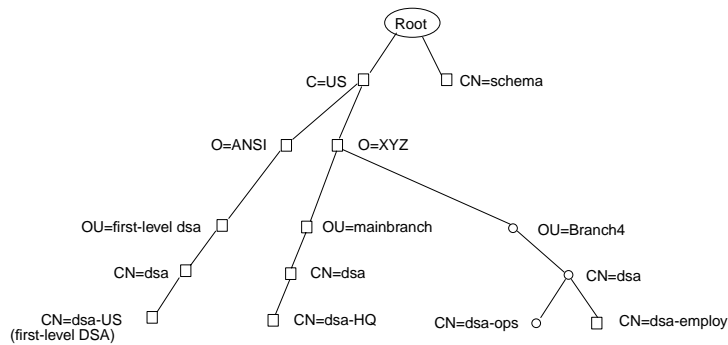 Root
C=US
CN=schema
O=ANSI
O=XYZ
OU=first-level dsa
OU=mainbranch
OU=Branch4
CN=dsa
CN=dsa
CN=dsa
CN=dsa-US
(first-level DSA)
CN=dsa-HQ
CN=dsa-ops
CN=dsa-employ